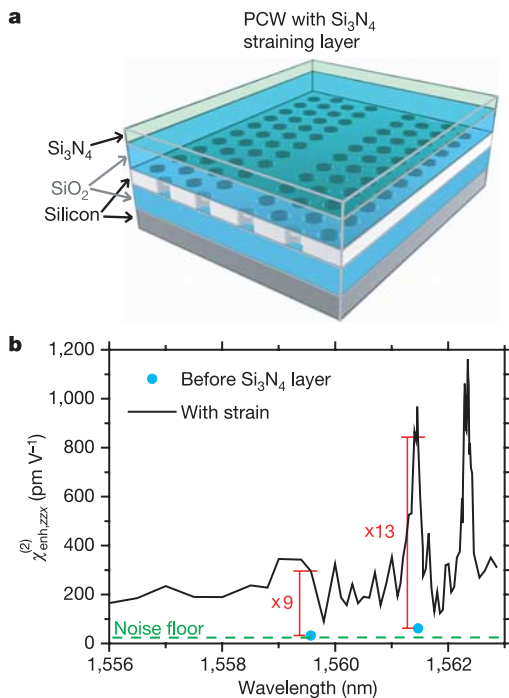 a
PCW with Si₃N₄
straining layer
Si₃N₄
SiO₂
Silicon
b
1,200
1,000
800
600
400
200
0
χ⁽²⁾enh,zzx (pm V⁻¹)
Before Si₃N₄ layer
With strain
×9
×13
Noise floor
1,556
1,558
1,560
1,562
Wavelength (nm)